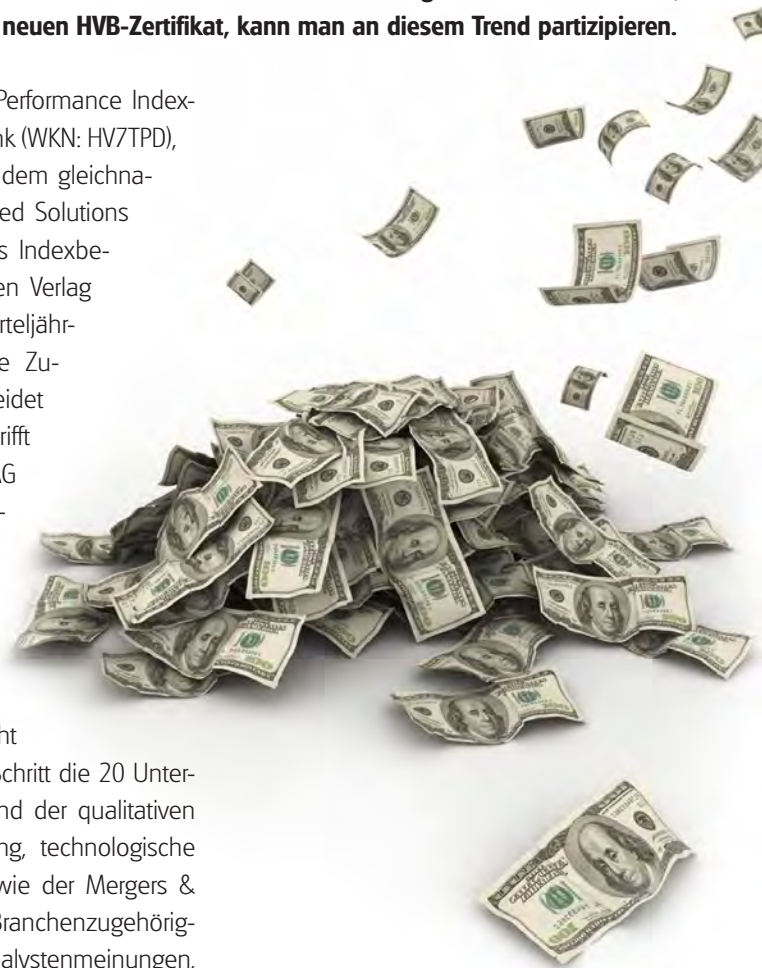 neuen HVB-Zertifikat, kann man an diesem Trend partizipieren.
Performance Index-
nk (WKN: HV7TPD),
dem gleichna-
ed Solutions
s Indexbe-
en Verlag
rteljähr-
e Zu-
eidet
rifft
AG
-
ht
Schritt die 20 Unter-
nd der qualitativen
ng, technologische
wie der Mergers &
Branchenzugehörig-
alystenmeinungen,